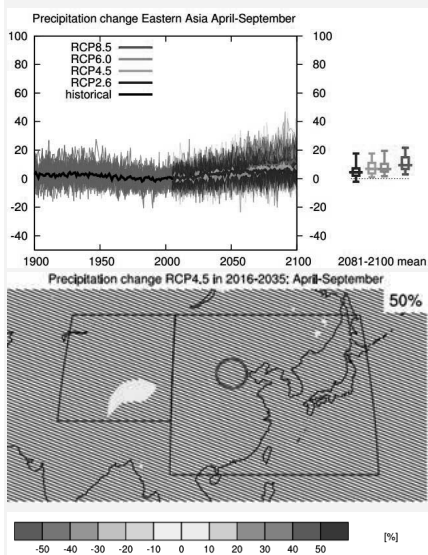 Precipitation change Eastern Asia April-September
100
80
60
40
20
0
-20
-40
RCP8.5
RCP6.0
RCP4.5
RCP2.6
historical
100
80
60
40
20
0
-20
-40
1900 1950 2000 2050 2100 2081-2100 mean
Precipitation change RCP4.5 in 2016-2035: April-September
50%
-50 -40 -30 -20 -10 0 10 20 30 40 50 [%]